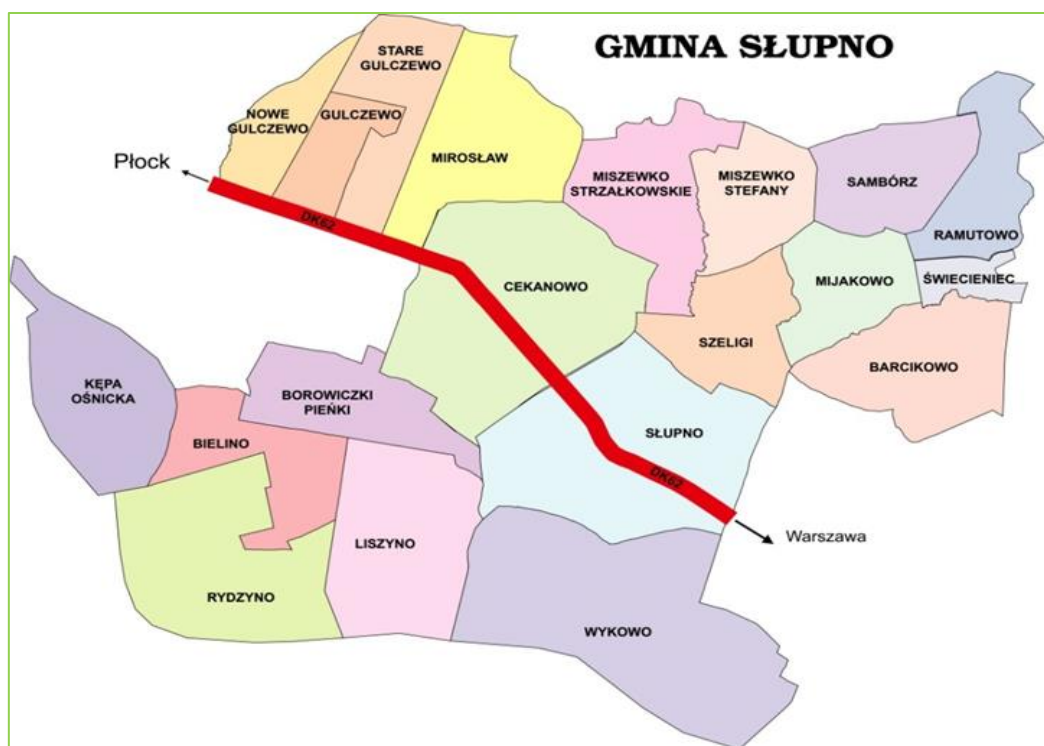 GMINA SŁUPNO
STARE
GULCZEWO
NOWE
GULCZEWO
GULCZEWO
MIROSŁAW
Płock
MISZEWKO
STRZAŁKOWSKIE
MISZEWKO
STEFANY
SAMBÓRZ
RAMUTOWO
DK62
CEKANOWO
MIJAKOWO
ŚWIECIENIEC
SZELIGI
BARCIKOWO
KĘPA
OŚNICKA
BOROWICZKI
PIEŃKI
BIELINO
SŁUPNO
DK62
Warszawa
LISZYNO
RYDZYNO
WYKOWO